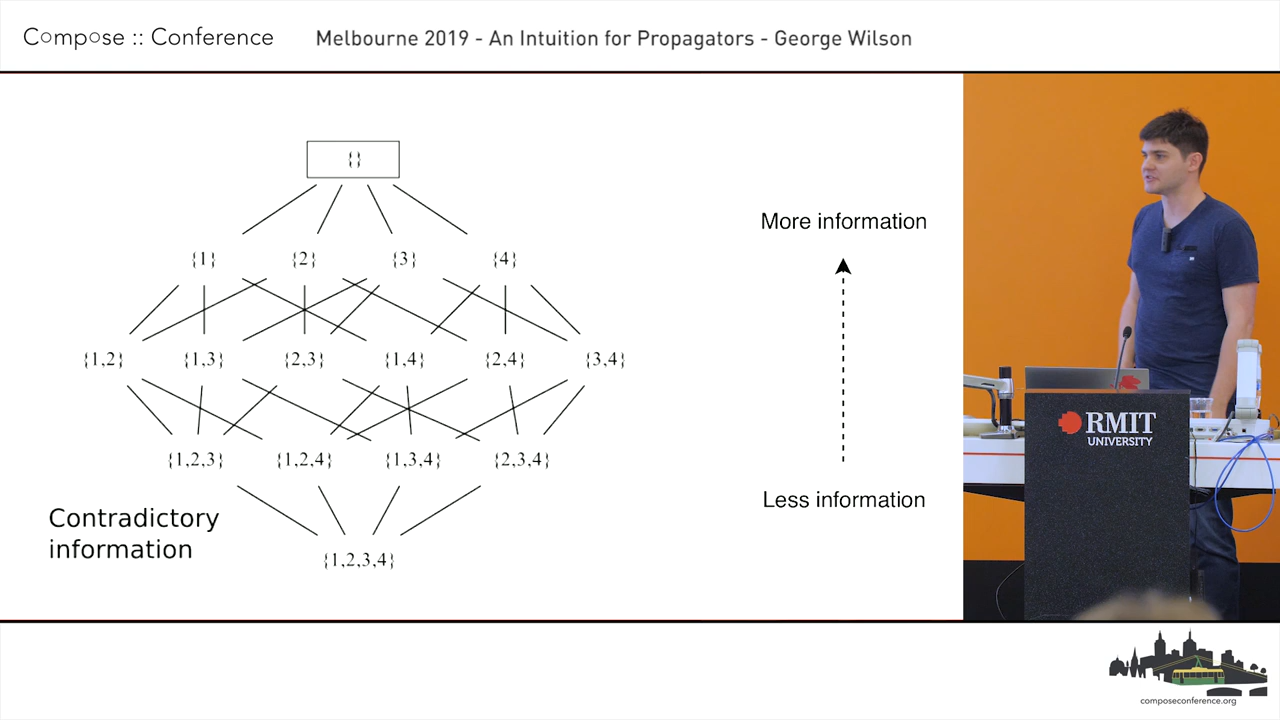 Compose :: Conference
Melbourne 2019 - An Intuition for Propagators - George Wilson
{}
{1} {2} {3} {4}
{1,2} {1,3} {2,3} {1,4} {2,4} {3,4}
{1,2,3} {1,2,4} {1,3,4} {2,3,4}
{1,2,3,4}
Contradictory
information
More information
Less information
RMIT
UNIVERSITY
composeconference.org